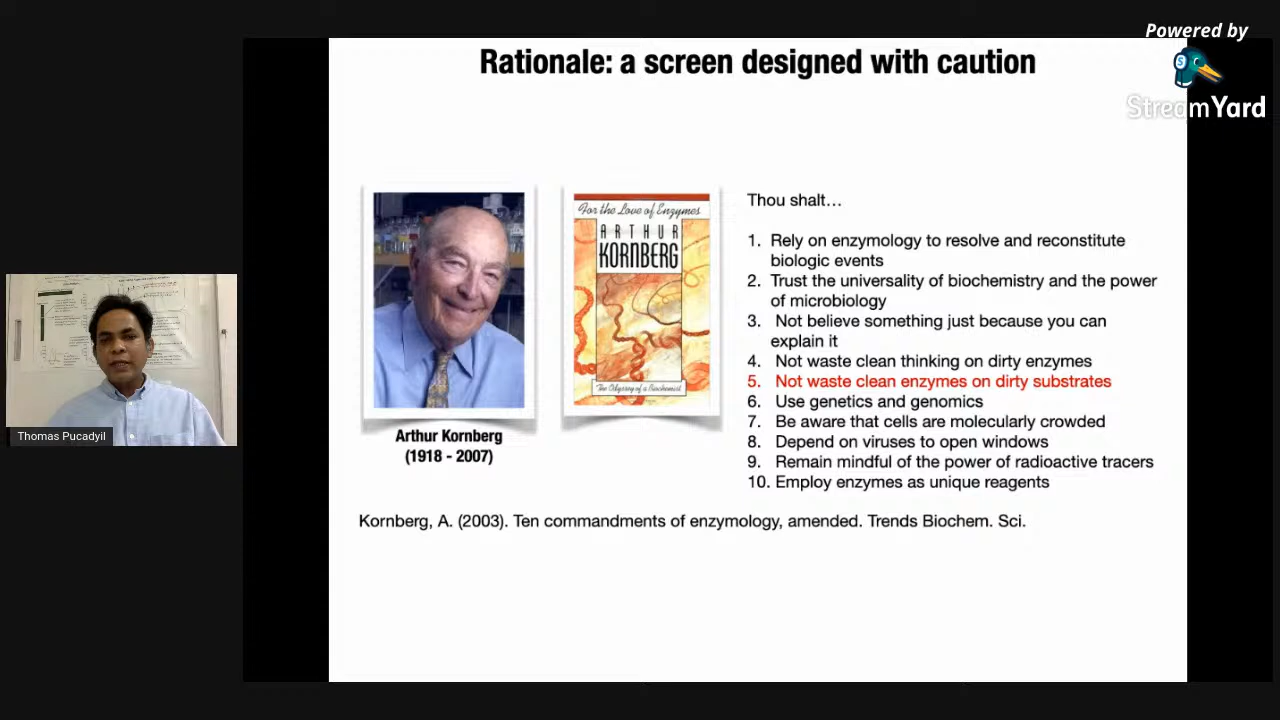 Powered by
StreamYard
Rationale: a screen designed with caution
For the Love of Enzymes
ARTHUR
KORNBERG
The Odyssey of a Biochemist
Arthur Kornberg
(1918 - 2007)
Thou shalt…
1. Rely on enzymology to resolve and reconstitute
biologic events
2. Trust the universality of biochemistry and the power
of microbiology
3. Not believe something just because you can
explain it
4. Not waste clean thinking on dirty enzymes
5. Not waste clean enzymes on dirty substrates
6. Use genetics and genomics
7. Be aware that cells are molecularly crowded
8. Depend on viruses to open windows
9. Remain mindful of the power of radioactive tracers
10. Employ enzymes as unique reagents
Kornberg, A. (2003). Ten commandments of enzymology, amended. Trends Biochem. Sci.
Thomas Pucadyil